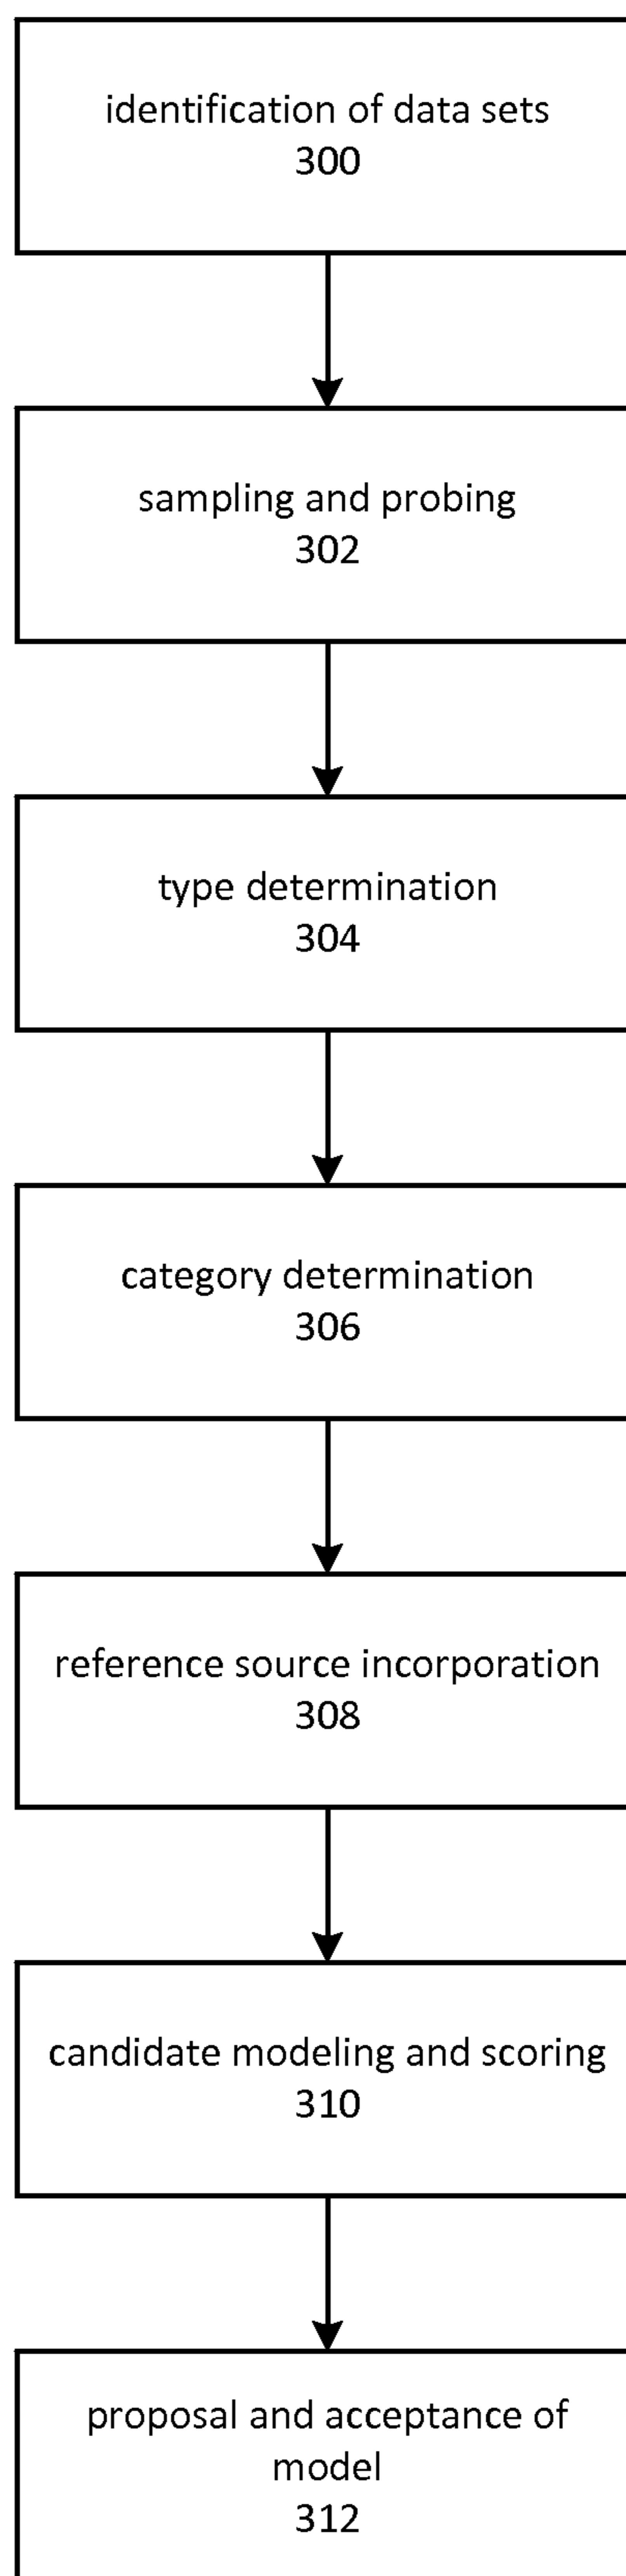 identification of data sets
300
sampling and probing
302
type determination
304
category determination
306
reference source incorporation
308
candidate modeling and scoring
310
proposal and acceptance of
model
312